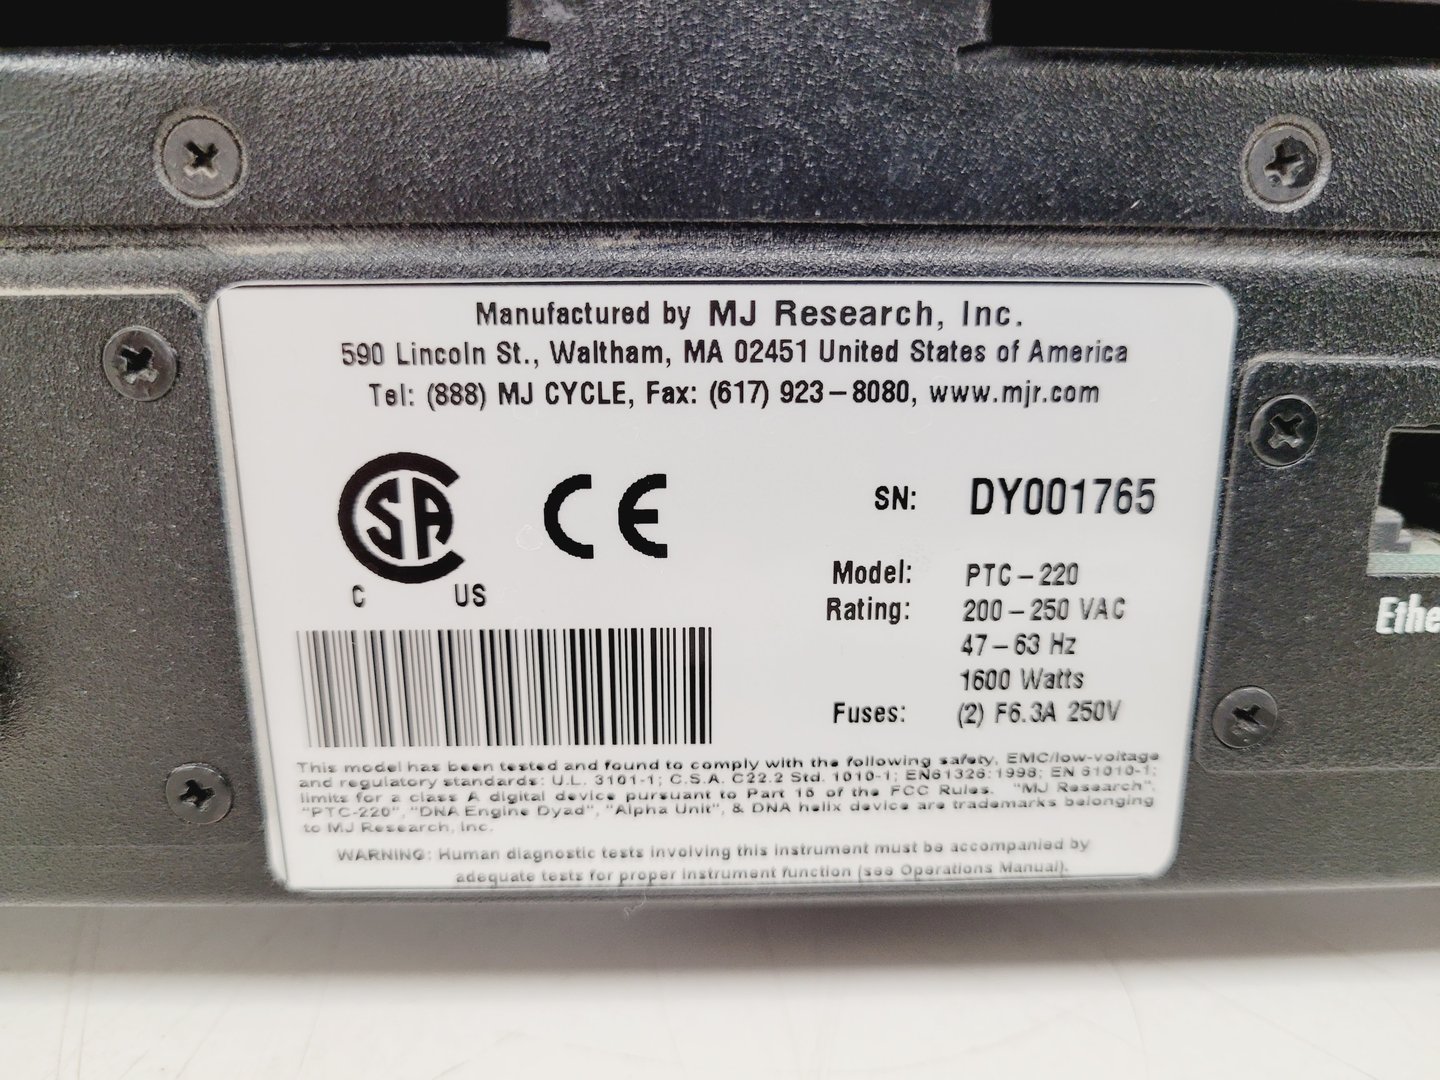 Manufactured by MJ Research, Inc.
590 Lincoln St., Waltham, MA 02451 United States of America
Tel: (888) MJ CYCLE, Fax: (617) 923-8080, www.mjr.com
CSA
C US
CE
SN: DY001765
Model: PTC-220
Rating: 200-250 VAC
47-63 Hz
1600 Watts
Fuses: (2) F6.3A 250V
This model has been tested and found to comply with the following safety, EMC/low-voltage
and regulatory standards: U.L. 3101-1; C.S.A. C22.2 Std. 1010-1; EN61326:1998; EN 61010-1;
limits for a class A digital device pursuant to Part 15 of the FCC Rules. "MJ Research",
"PTC-220", "DNA Engine Dyad", "Alpha Unit", & DNA helix device are trademarks belonging
to MJ Research, Inc.
WARNING: Human diagnostic tests involving this instrument must be accompanied by
adequate tests for proper instrument function (see Operations Manual).
Ethe